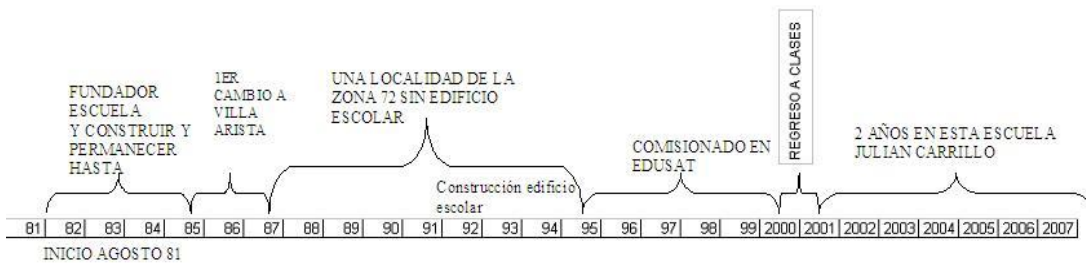 FUNDADOR
ESCUELA
Y CONSTRUIR Y
PERMANECER
HASTA
1ER
CAMBIO A
VILLA
ARISTA
UNA LOCALIDAD DE LA
ZONA 72 SIN EDIFICIO
ESCOLAR
Construcción edificio
escolar
COMISIONADO EN
EDUSAT
REGRESO A CLASES
2 AÑOS EN ESTA ESCUELA
JULIAN CARRILLO
81 82 83 84 85 86 87 88 89 90 91 92 93 94 95 96 97 98 99 2000 2001 2002 2003 2004 2005 2006 2007
INICIO AGOSTO 81